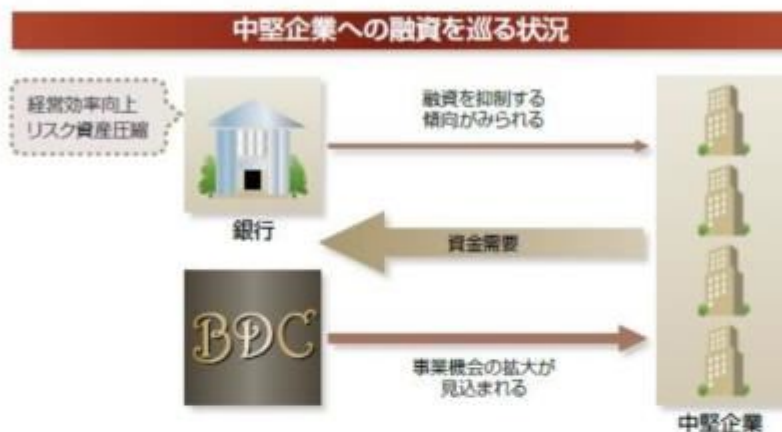 中堅企業への融資を巡る状況
経営効率向上
リスク資産圧縮
融資を抑制する
傾向がみられる
銀行
資金需要
BDC
事業機会の拡大が
見込まれる
中堅企業